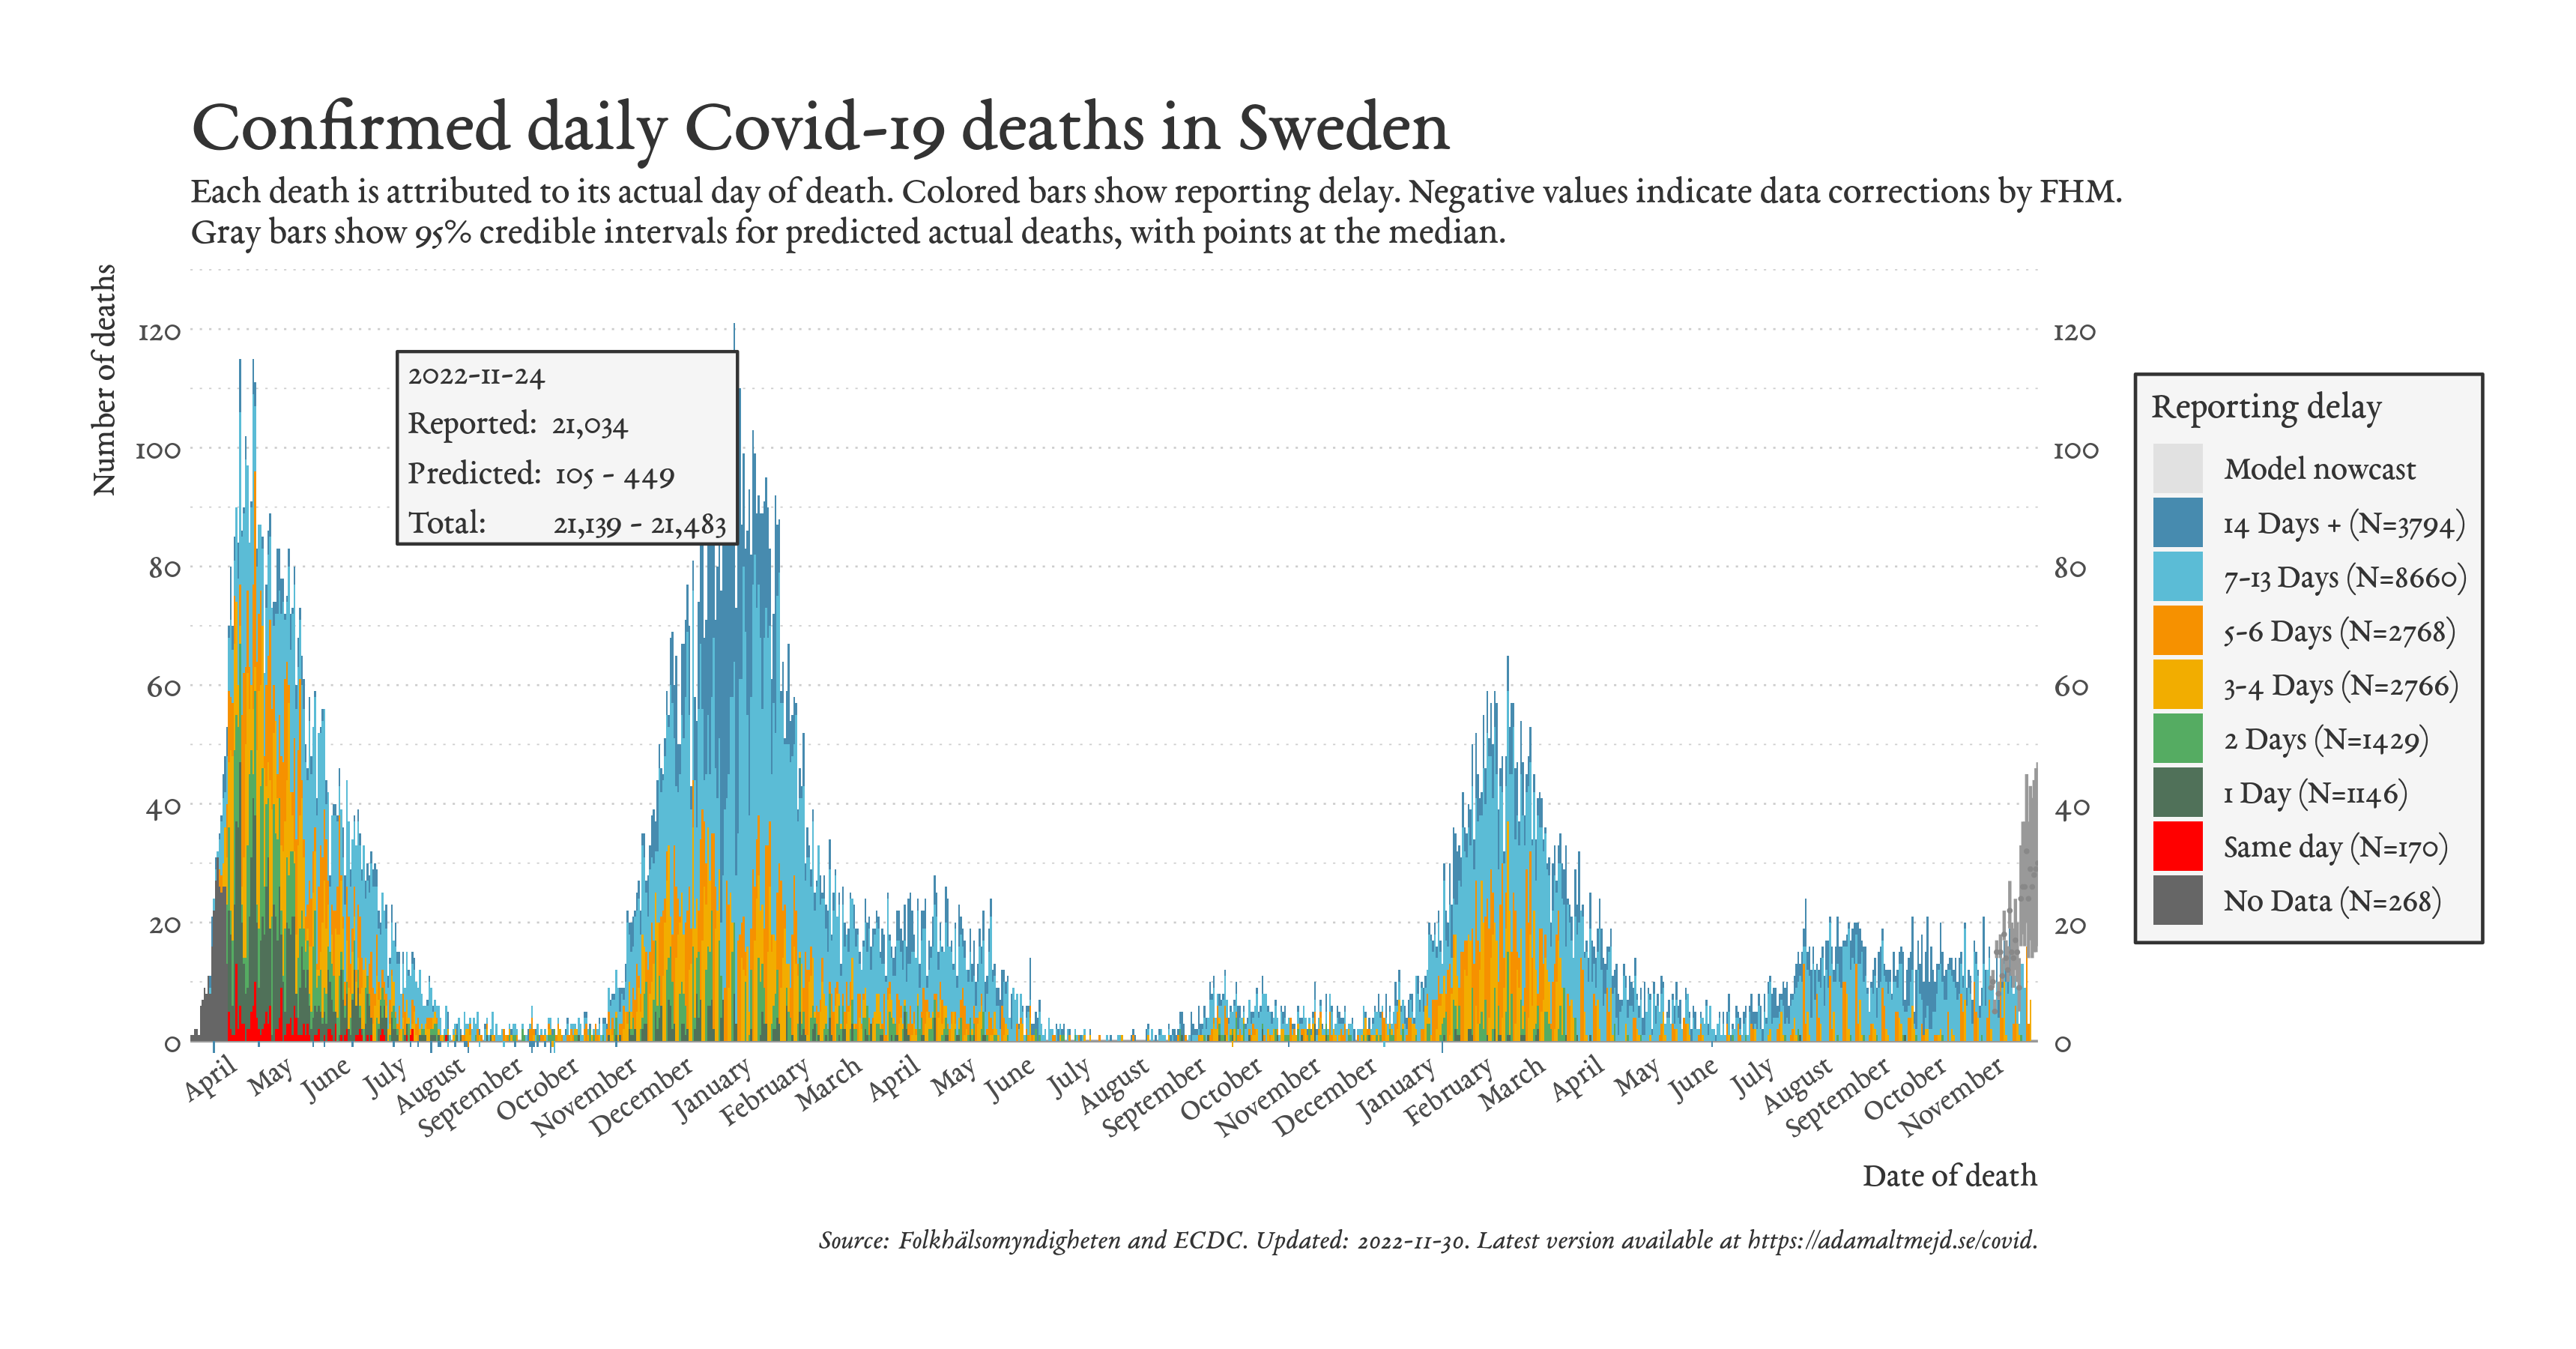 Confirmed daily Covid-19 deaths in Sweden
Each death is attributed to its actual day of death. Colored bars show reporting delay. Negative values indicate data corrections by FHM.
Gray bars show 95% credible intervals for predicted actual deaths, with points at the median.
Number of deaths
120
100
80
60
40
20
0
2022-11-24
Reported: 21,034
Predicted: 105 - 449
Total: 21,139 - 21,483
120
100
80
60
40
20
0
Reporting delay
Model nowcast
14 Days + (N=3794)
7-13 Days (N=8660)
5-6 Days (N=2768)
3-4 Days (N=2766)
2 Days (N=1429)
1 Day (N=1146)
Same day (N=170)
No Data (N=268)
April
May
June
July
August
September
October
November
December
January
February
March
April
May
June
July
August
September
October
November
December
January
February
March
April
May
June
July
August
September
October
November
Date of death
Source: Folkhälsomyndigheten and ECDC. Updated: 2022-11-30. Latest version available at https://adamaltmejd.se/covid.